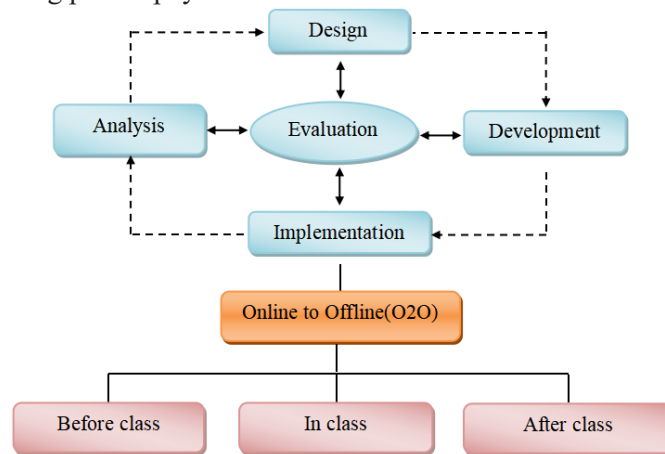 Design
Analysis
Evaluation
Development
Implementation
Online to Offline(O2O)
Before class
In class
After class